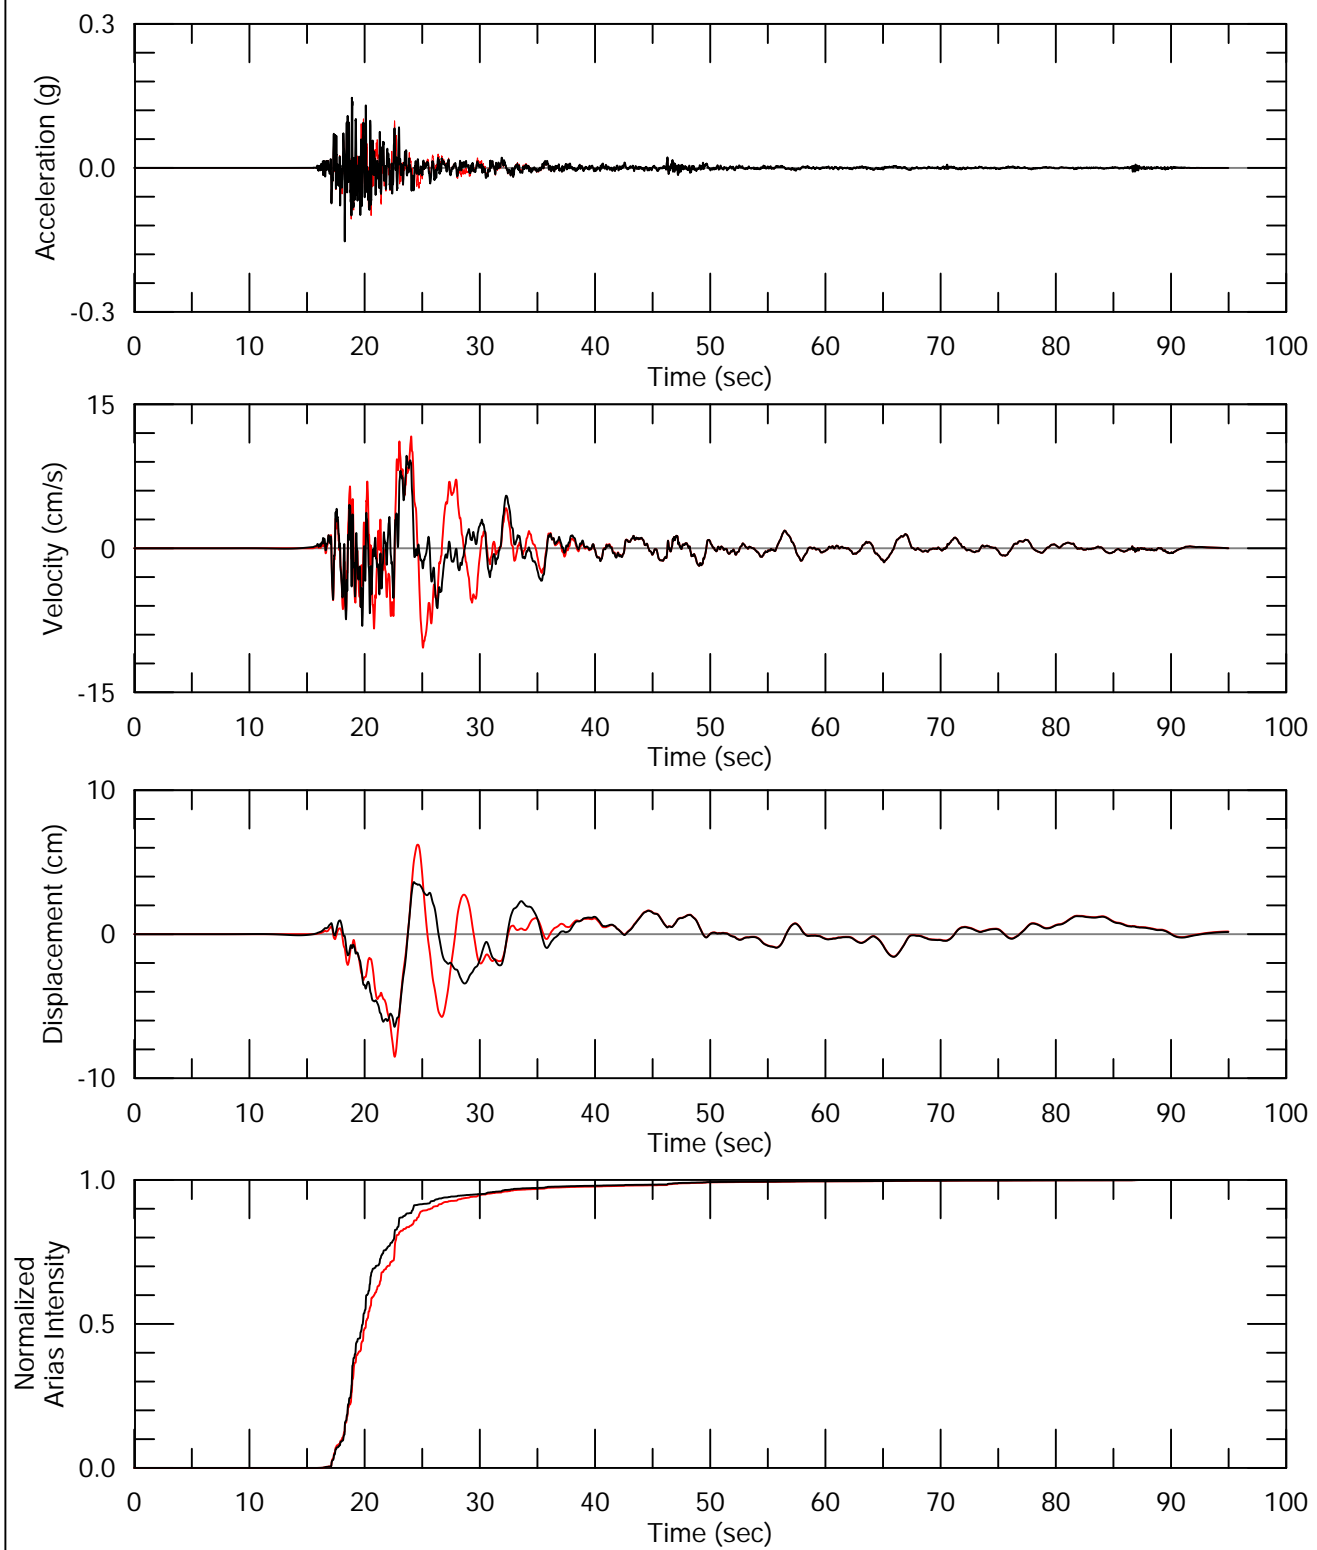 0.3
0.0
-0.3
Acceleration (g)
0 10 20 30 40 50 60 70 80 90 100
Time (sec)
15
0
-15
Velocity (cm/s)
0 10 20 30 40 50 60 70 80 90 100
Time (sec)
10
0
-10
Displacement (cm)
0 10 20 30 40 50 60 70 80 90 100
Time (sec)
1.0
0.5
0.0
Normalized
Arias Intensity
0 10 20 30 40 50 60 70 80 90 100
Time (sec)